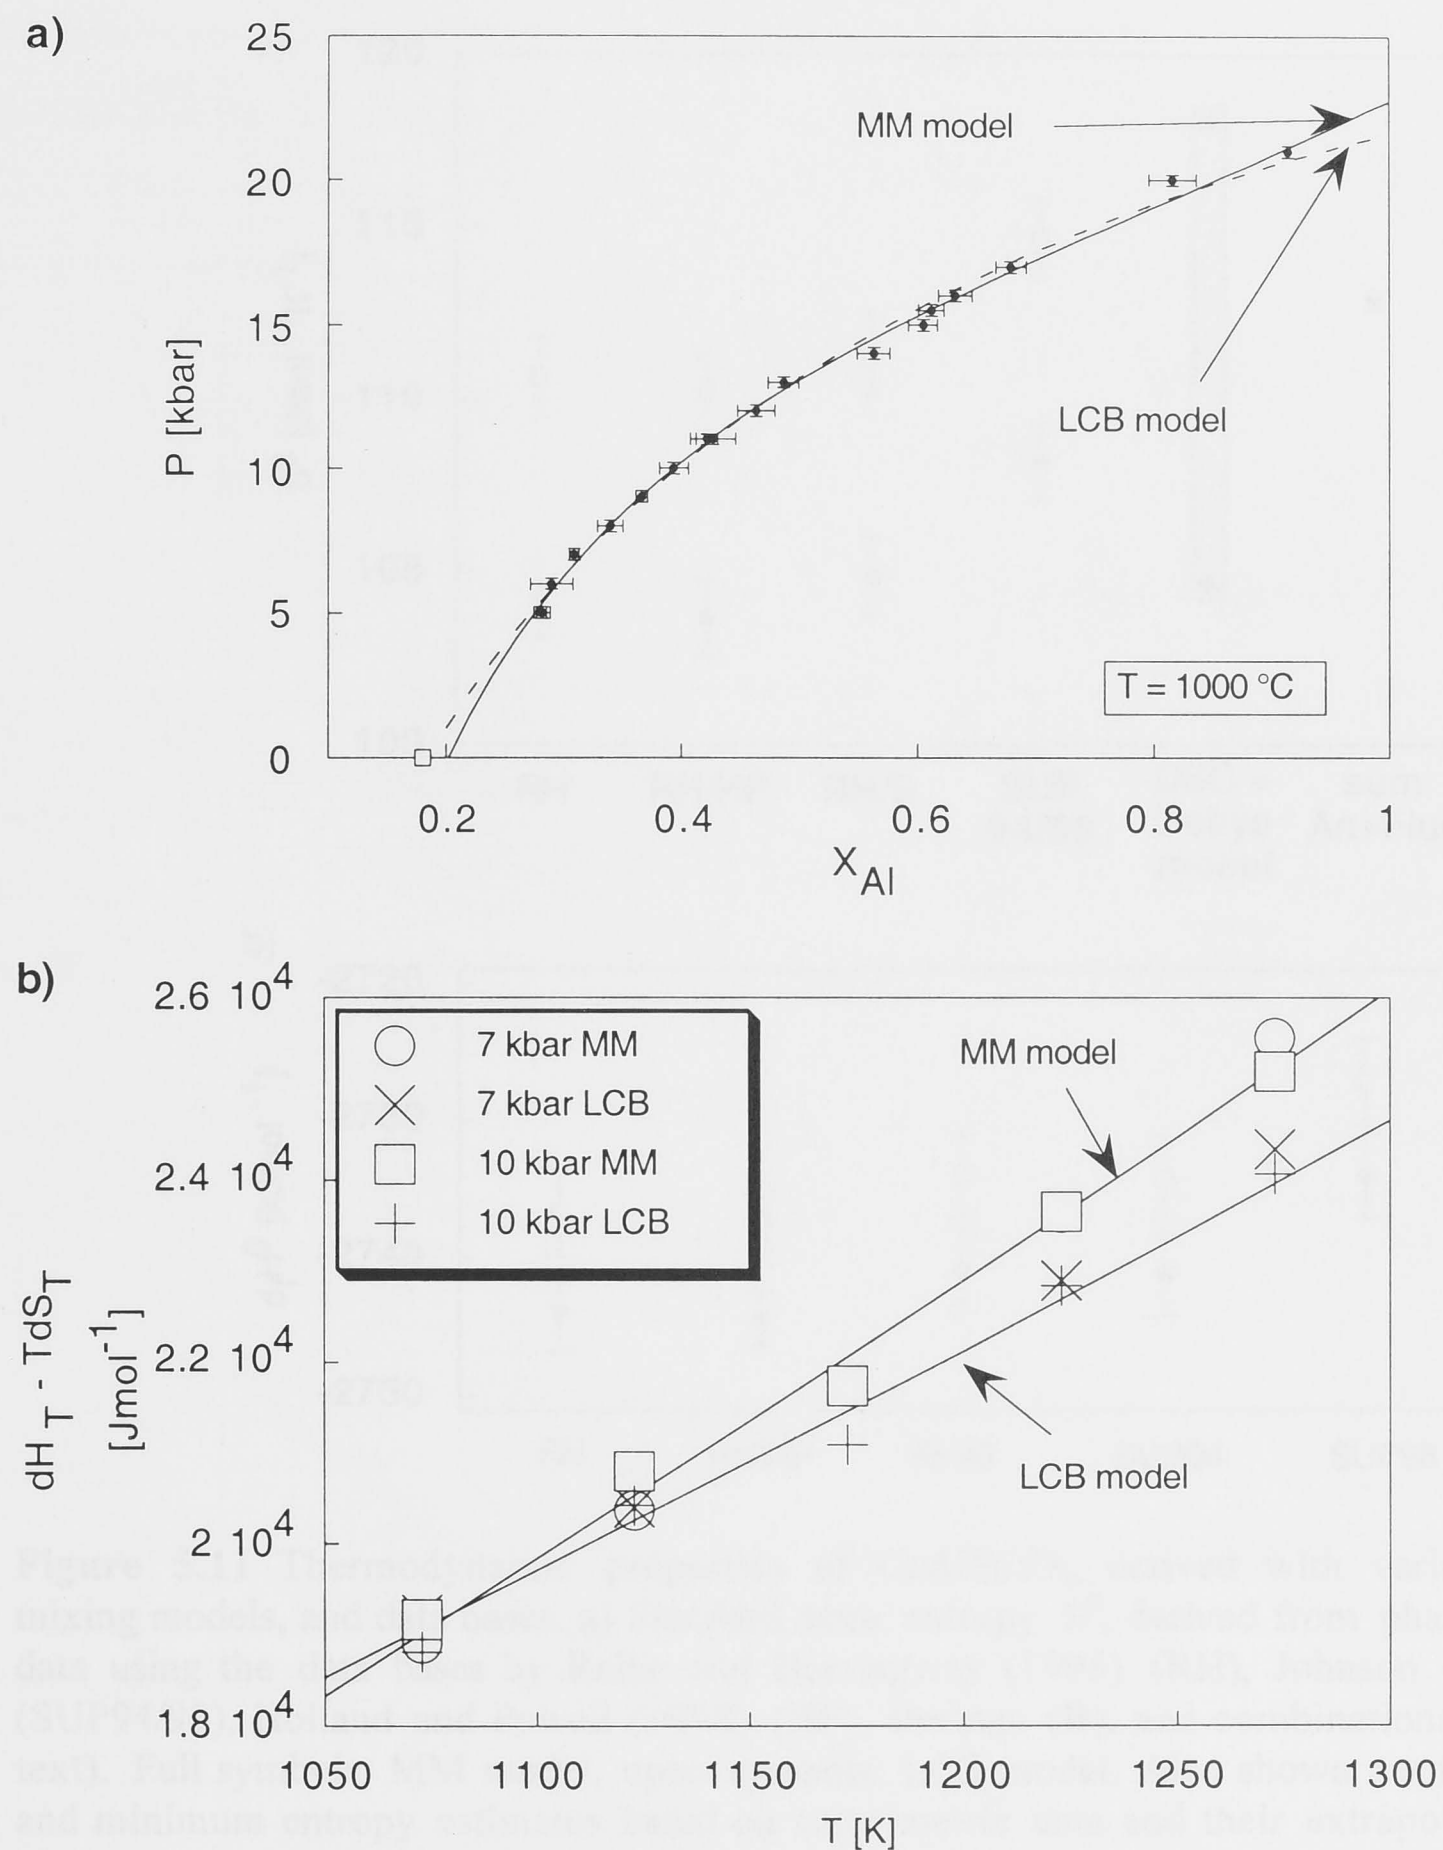 a)
25
20
15
10
5
0
P [kbar]
MM model
LCB model
T = 1000 °C
0.2 0.4 0.6 0.8 1
X_Al
b)
2.6 10^4
2.4 10^4
2.2 10^4
2 10^4
1.8 10^4
dH_T - TdS_T
[Jmol^-1]
7 kbar MM
7 kbar LCB
10 kbar MM
10 kbar LCB
MM model
LCB model
1050 1100 1150 1200 1250 1300
T [K]